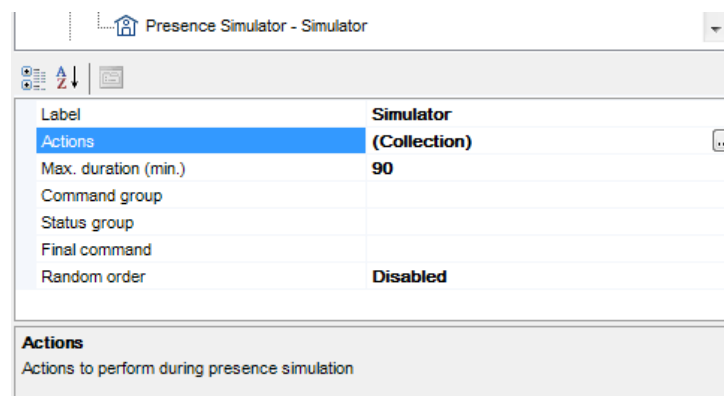 Presence Simulator - Simulator
Label Simulator
Actions (Collection) ...
Max. duration (min.) 90
Command group
Status group
Final command
Random order Disabled
Actions
Actions to perform during presence simulation